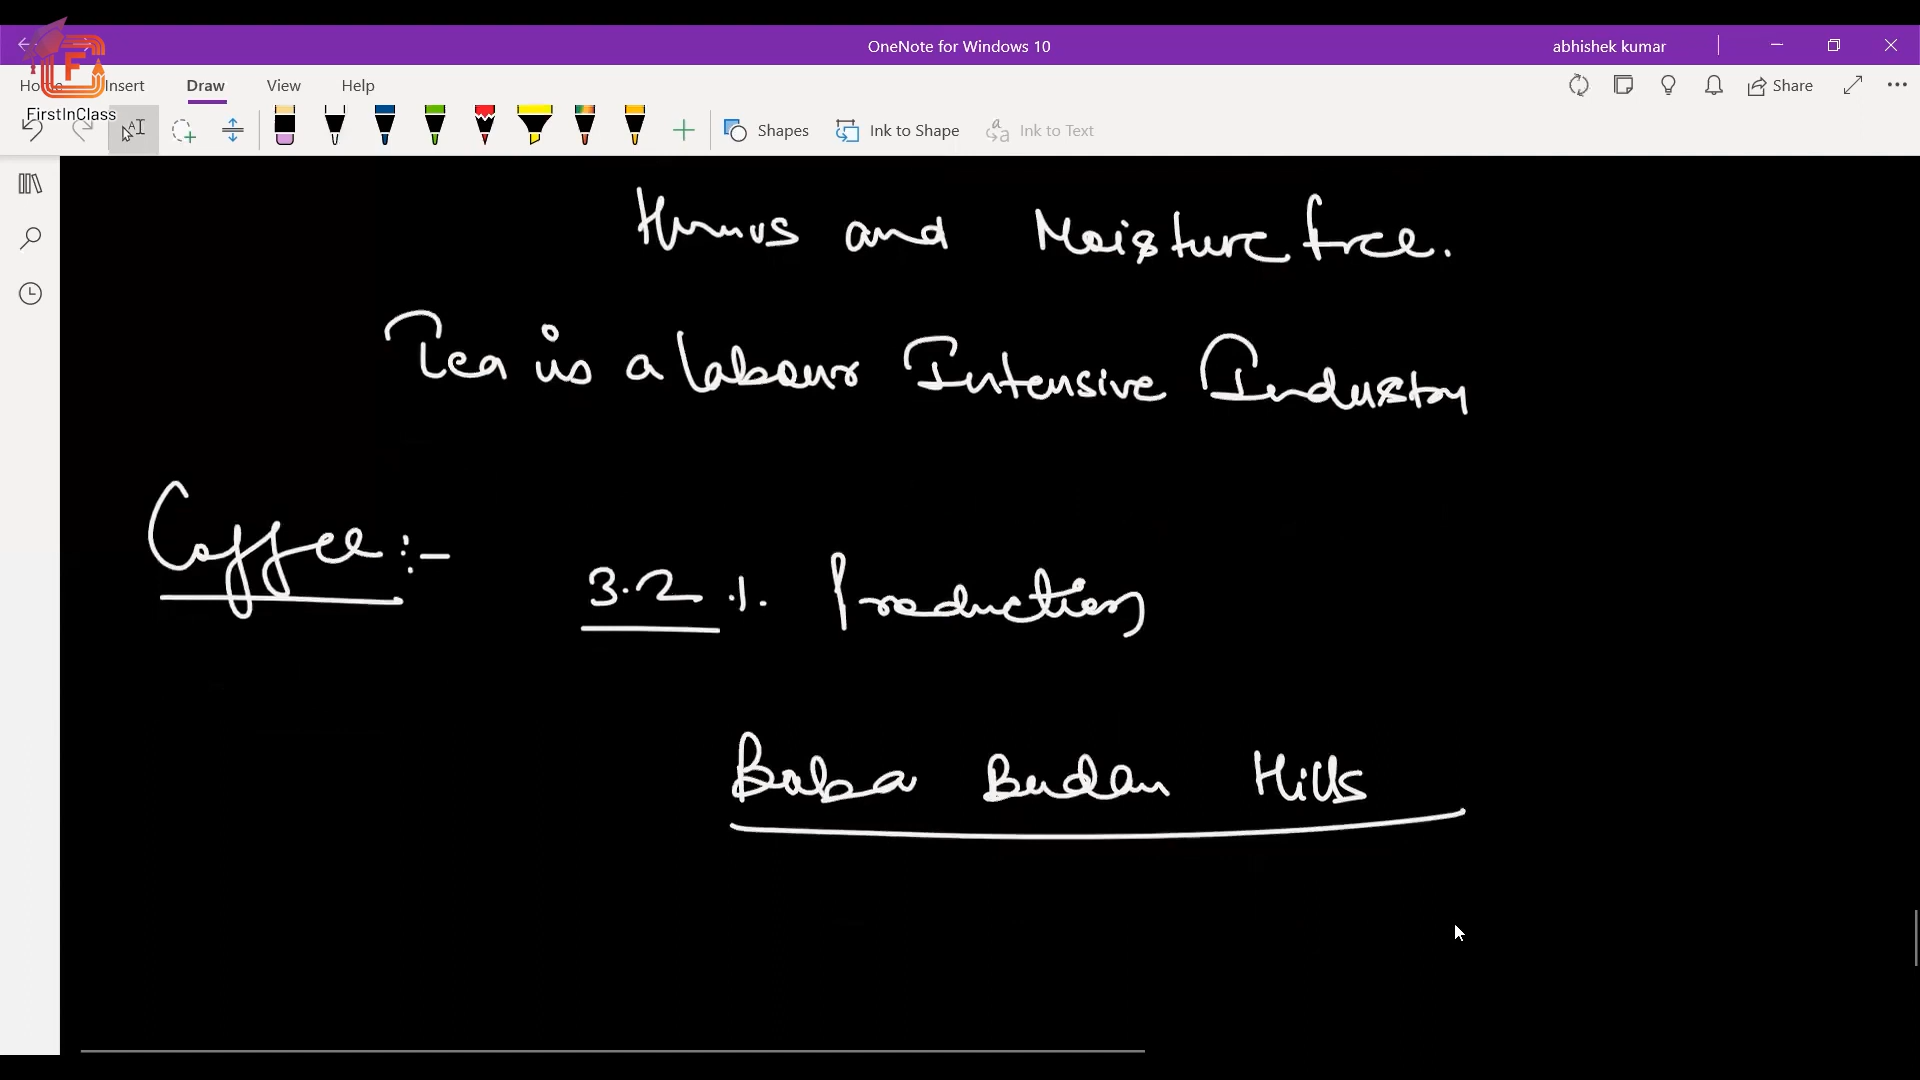 OneNote for Windows 10
abhishek kumar
Insert Draw View Help
Share
FirstInClass
Shapes Ink to Shape Ink to Text
Humus and Moisture free.
Tea is a labour Intensive Industry
Coffee :-
3.2 % Production
Baba Budan Hills